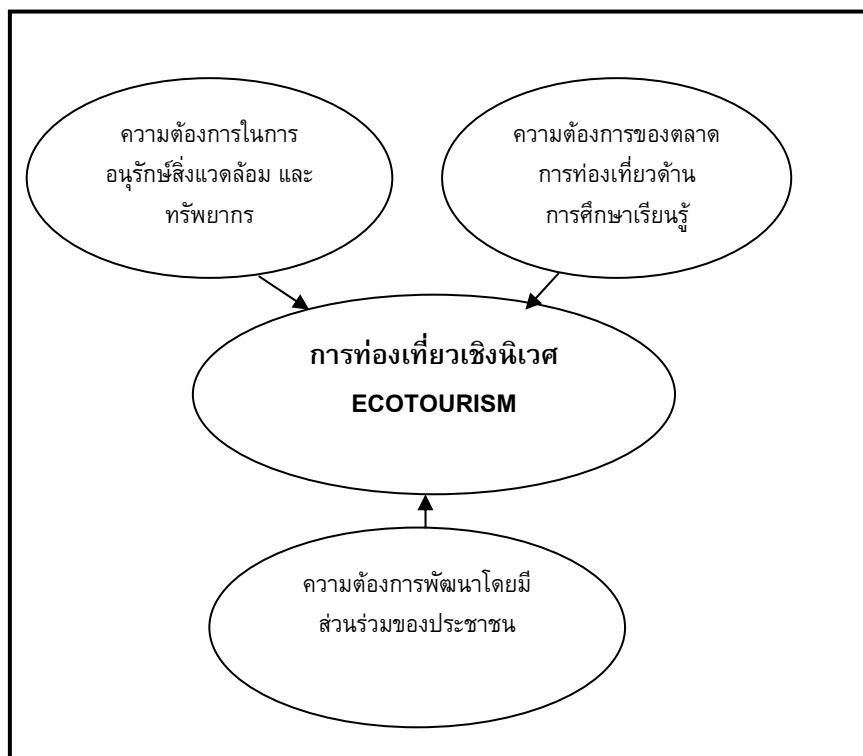 ความต้องการในการ
อนุรักษ์สิ่งแวดล้อม และ
ทรัพยากร
ความต้องการของตลาด
การท่องเที่ยวด้าน
การศึกษาเรียนรู้
การท่องเที่ยวเชิงนิเวศ
ECOTOURISM
ความต้องการพัฒนาโดยมี
ส่วนร่วมของประชาชน